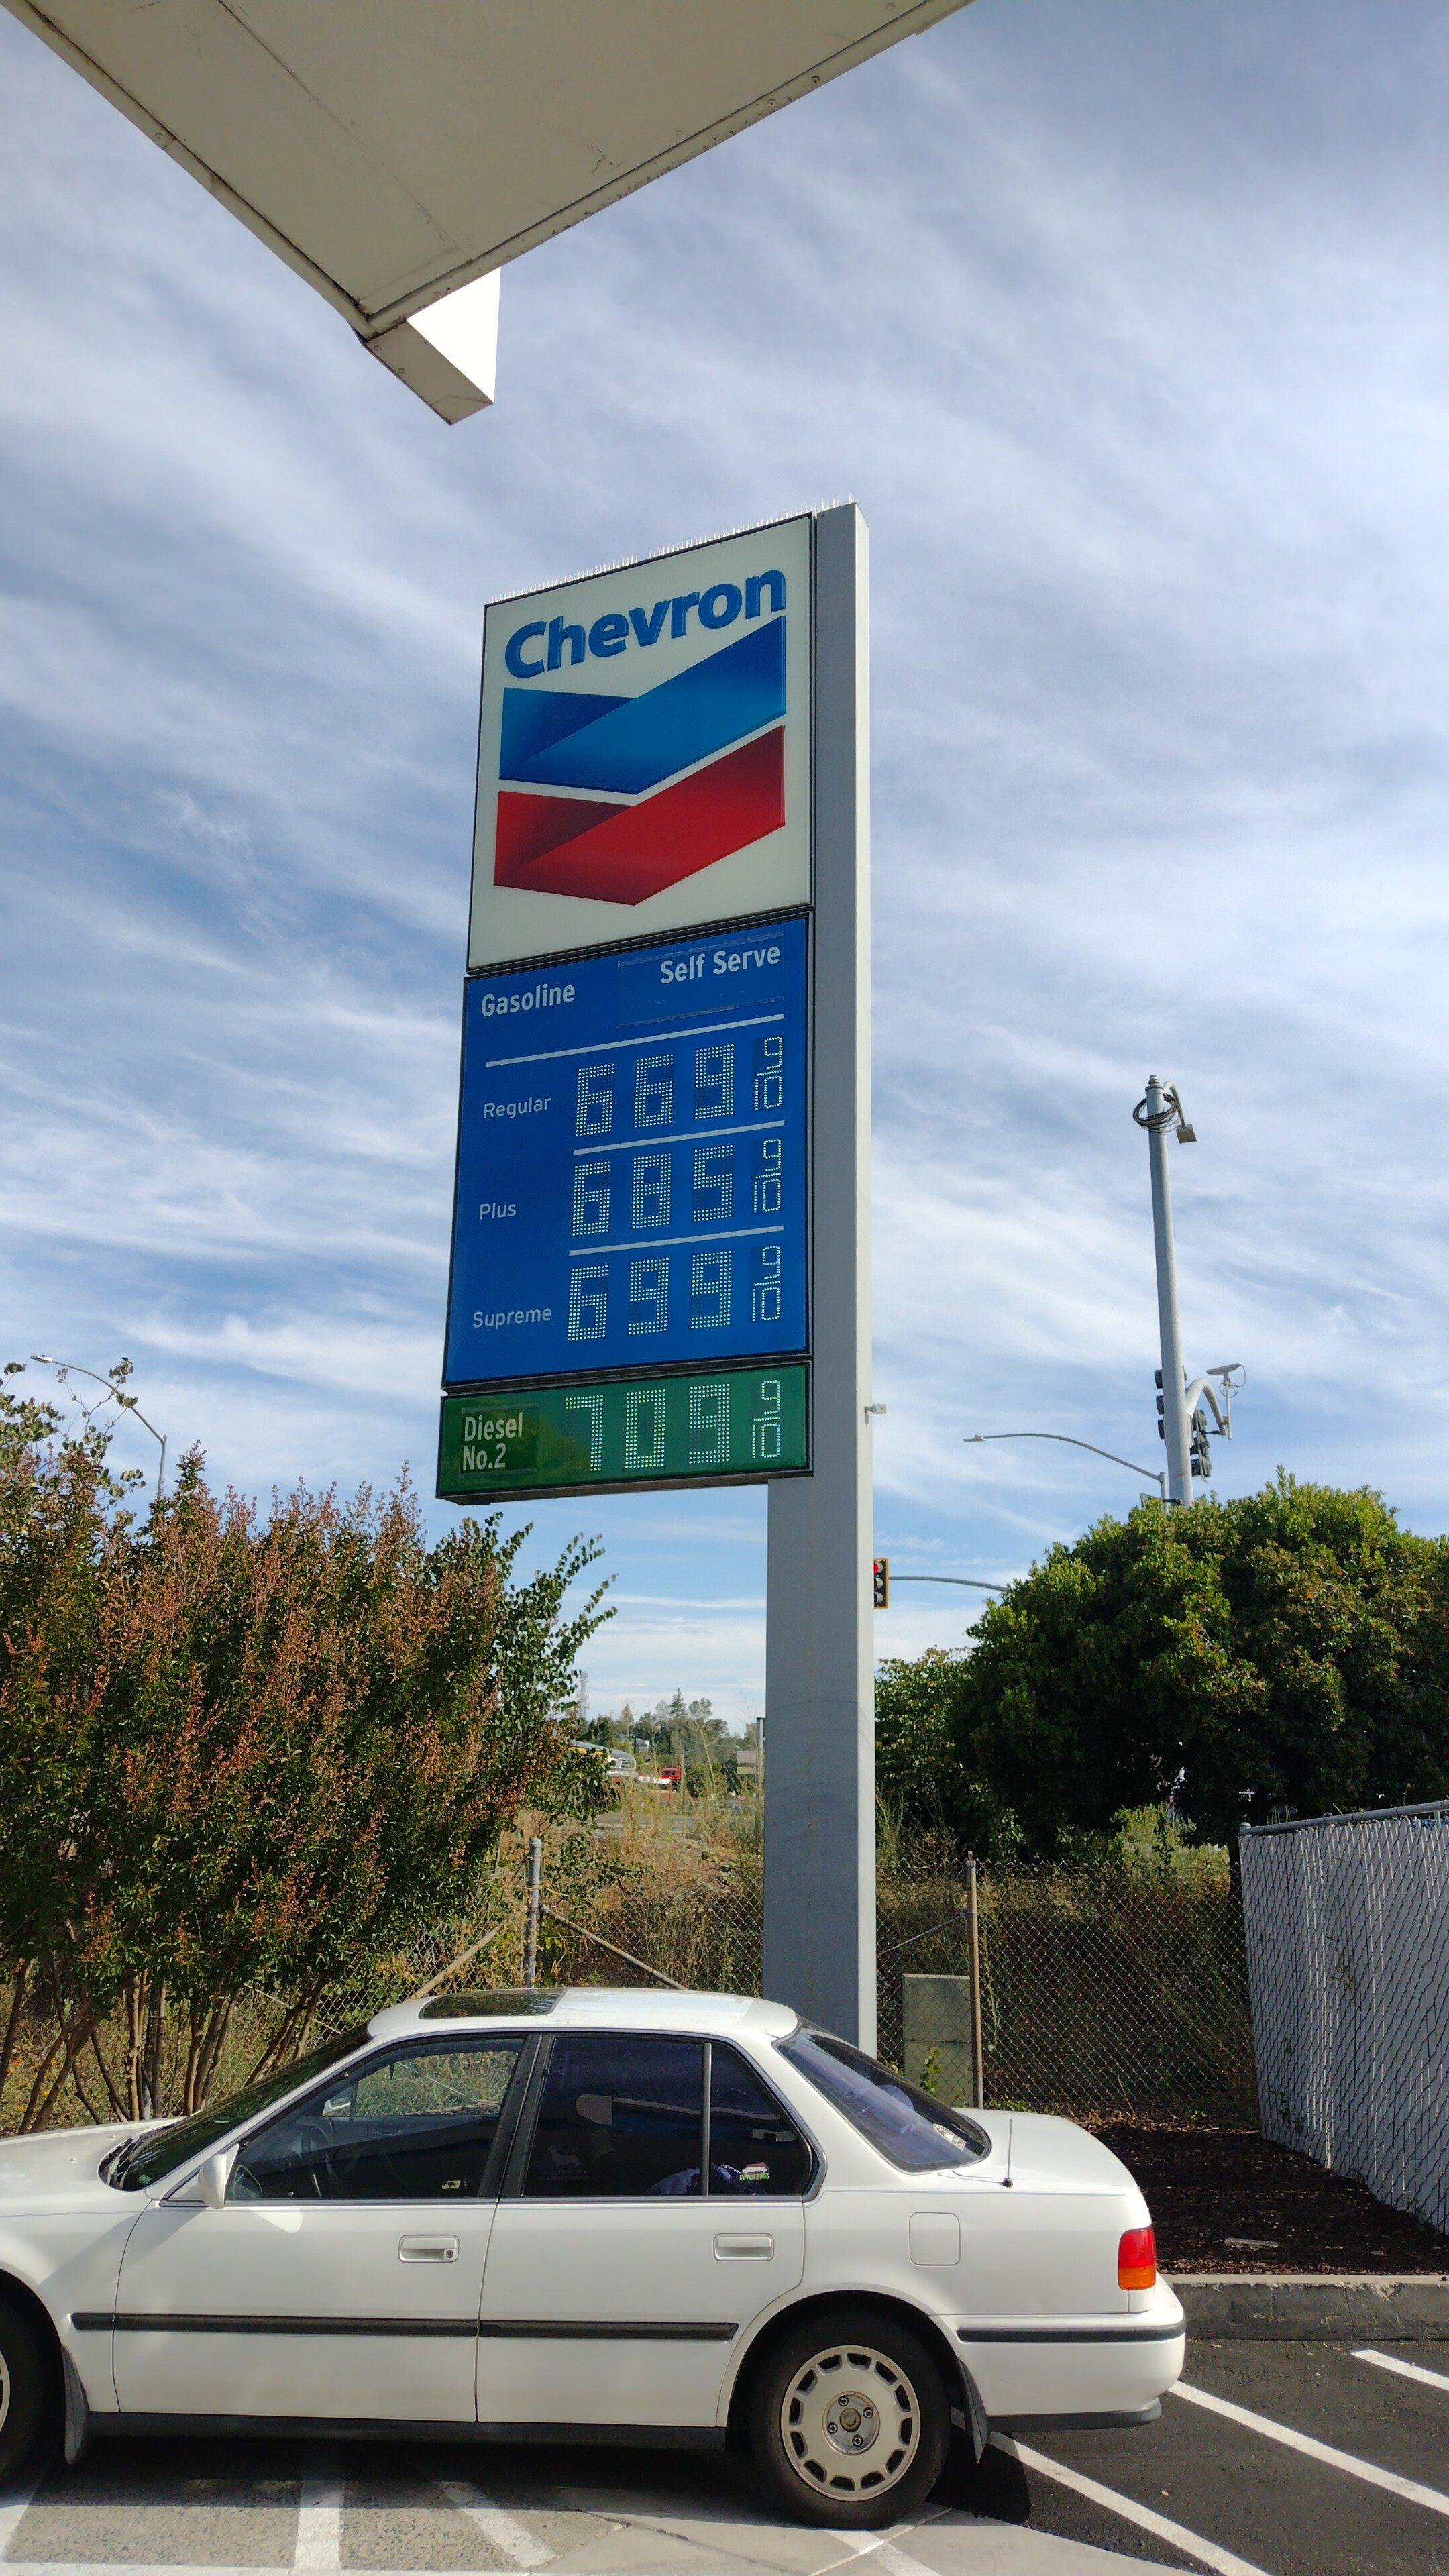 Chevron
Gasoline Self Serve
Regular 669 9/10
Plus 685 9/10
Supreme 699 9/10
Diesel No.2 709 9/10